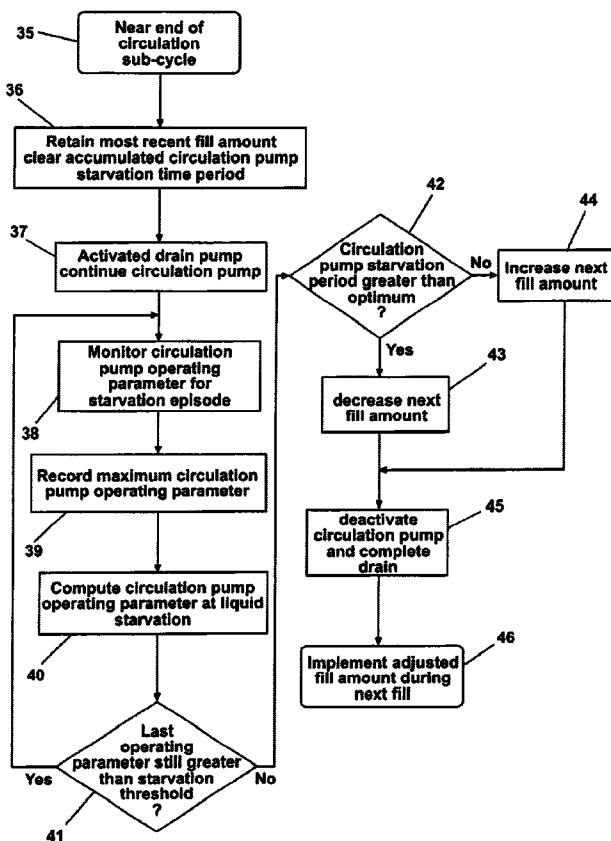 35
Near end of
circulation
sub-cycle
36
Retain most recent fill amount
clear accumulated circulation pump
starvation time period
37
Activated drain pump
continue circulation pump
Monitor circulation
pump operating
parameter for
starvation episode
38
Record maximum circulation
pump operating parameter
39
Compute circulation pump
operating parameter at liquid
starvation
40
Last
operating
parameter still greater
than starvation
threshold
?
Yes
No
41
42
Circulation
pump starvation
period greater than
optimum
?
No
Yes
44
Increase next
fill amount
43
decrease next
fill amount
45
deactivate
circulation pump
and complete
drain
46
Implement adjusted
fill amount during
next fill